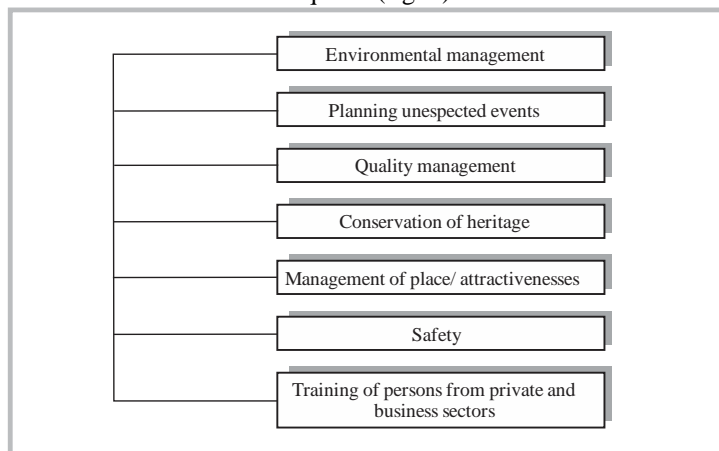 Environmental management
Planning unespected events
Quality management
Conservation of heritage
Management of place/ attractivenesses
Safety
Training of persons from private and
business sectors